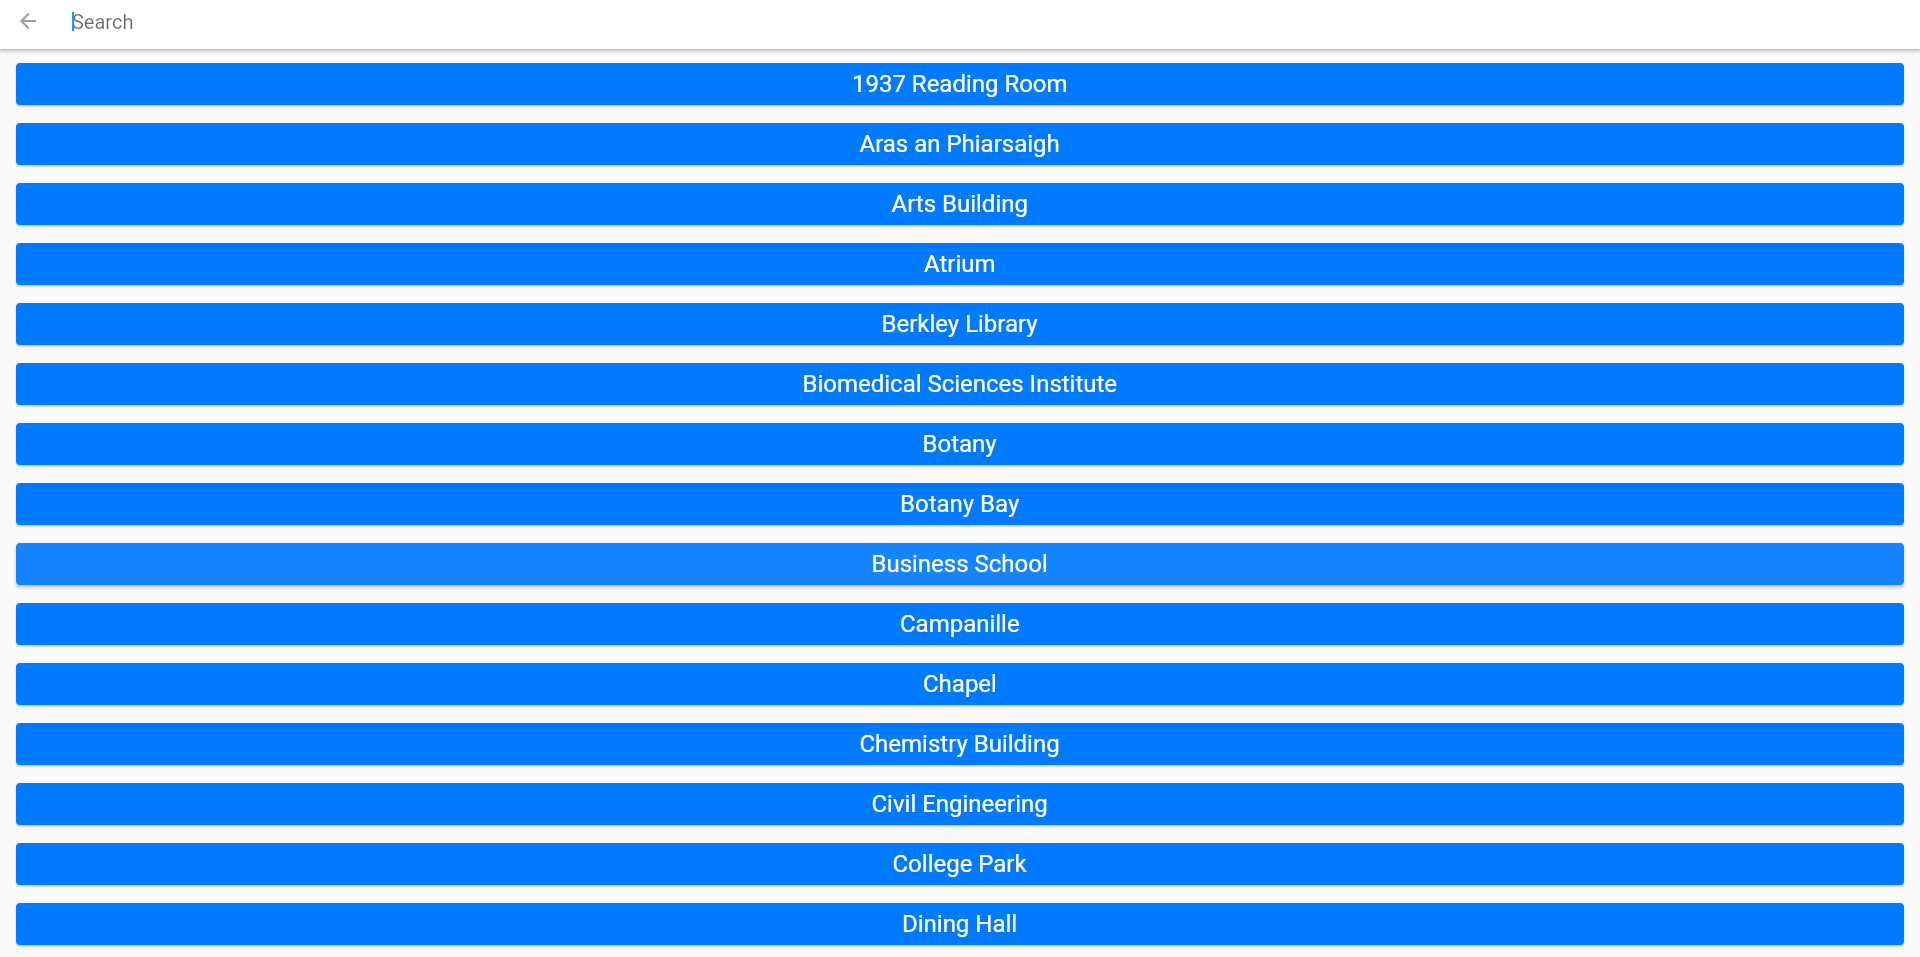 Search
1937 Reading Room
Aras an Phiarsaigh
Arts Building
Atrium
Berkley Library
Biomedical Sciences Institute
Botany
Botany Bay
Business School
Campanille
Chapel
Chemistry Building
Civil Engineering
College Park
Dining Hall